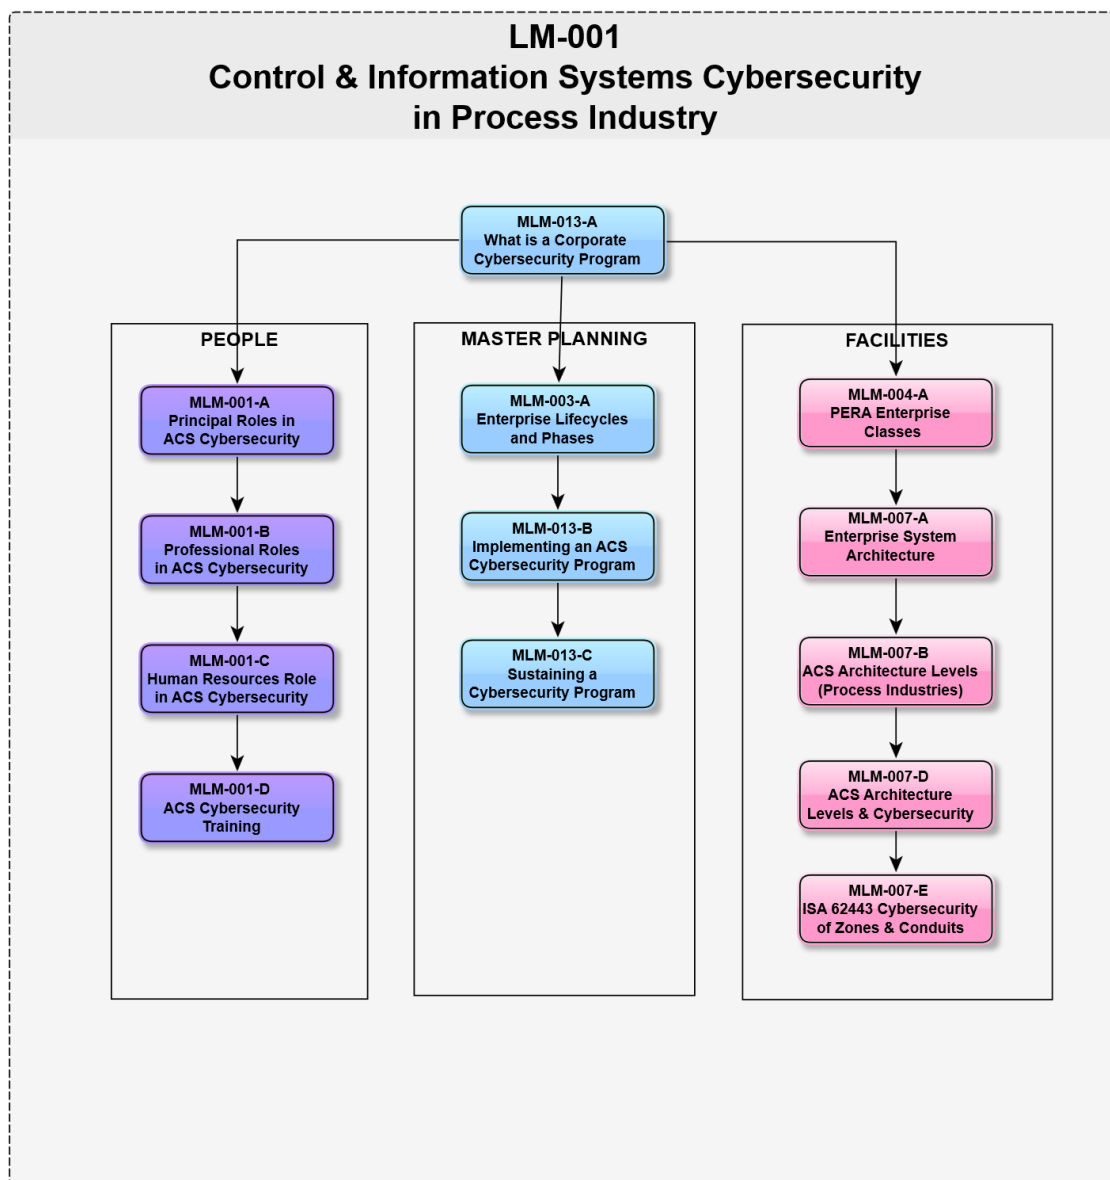 LM-001
Control & Information Systems Cybersecurity
in Process Industry
MLM-013-A
What is a Corporate
Cybersecurity Program
PEOPLE
MLM-001-A
Principal Roles in
ACS Cybersecurity
MLM-001-B
Professional Roles
in ACS Cybersecurity
MLM-001-C
Human Resources Role
in ACS Cybersecurity
MLM-001-D
ACS Cybersecurity
Training
MASTER PLANNING
MLM-003-A
Enterprise Lifecycles
and Phases
MLM-013-B
Implementing an ACS
Cybersecurity Program
MLM-013-C
Sustaining a
Cybersecurity Program
FACILITIES
MLM-004-A
PERA Enterprise
Classes
MLM-007-A
Enterprise System
Architecture
MLM-007-B
ACS Architecture Levels
(Process Industries)
MLM-007-D
ACS Architecture
Levels & Cybersecurity
MLM-007-E
ISA 62443 Cybersecurity
of Zones & Conduits